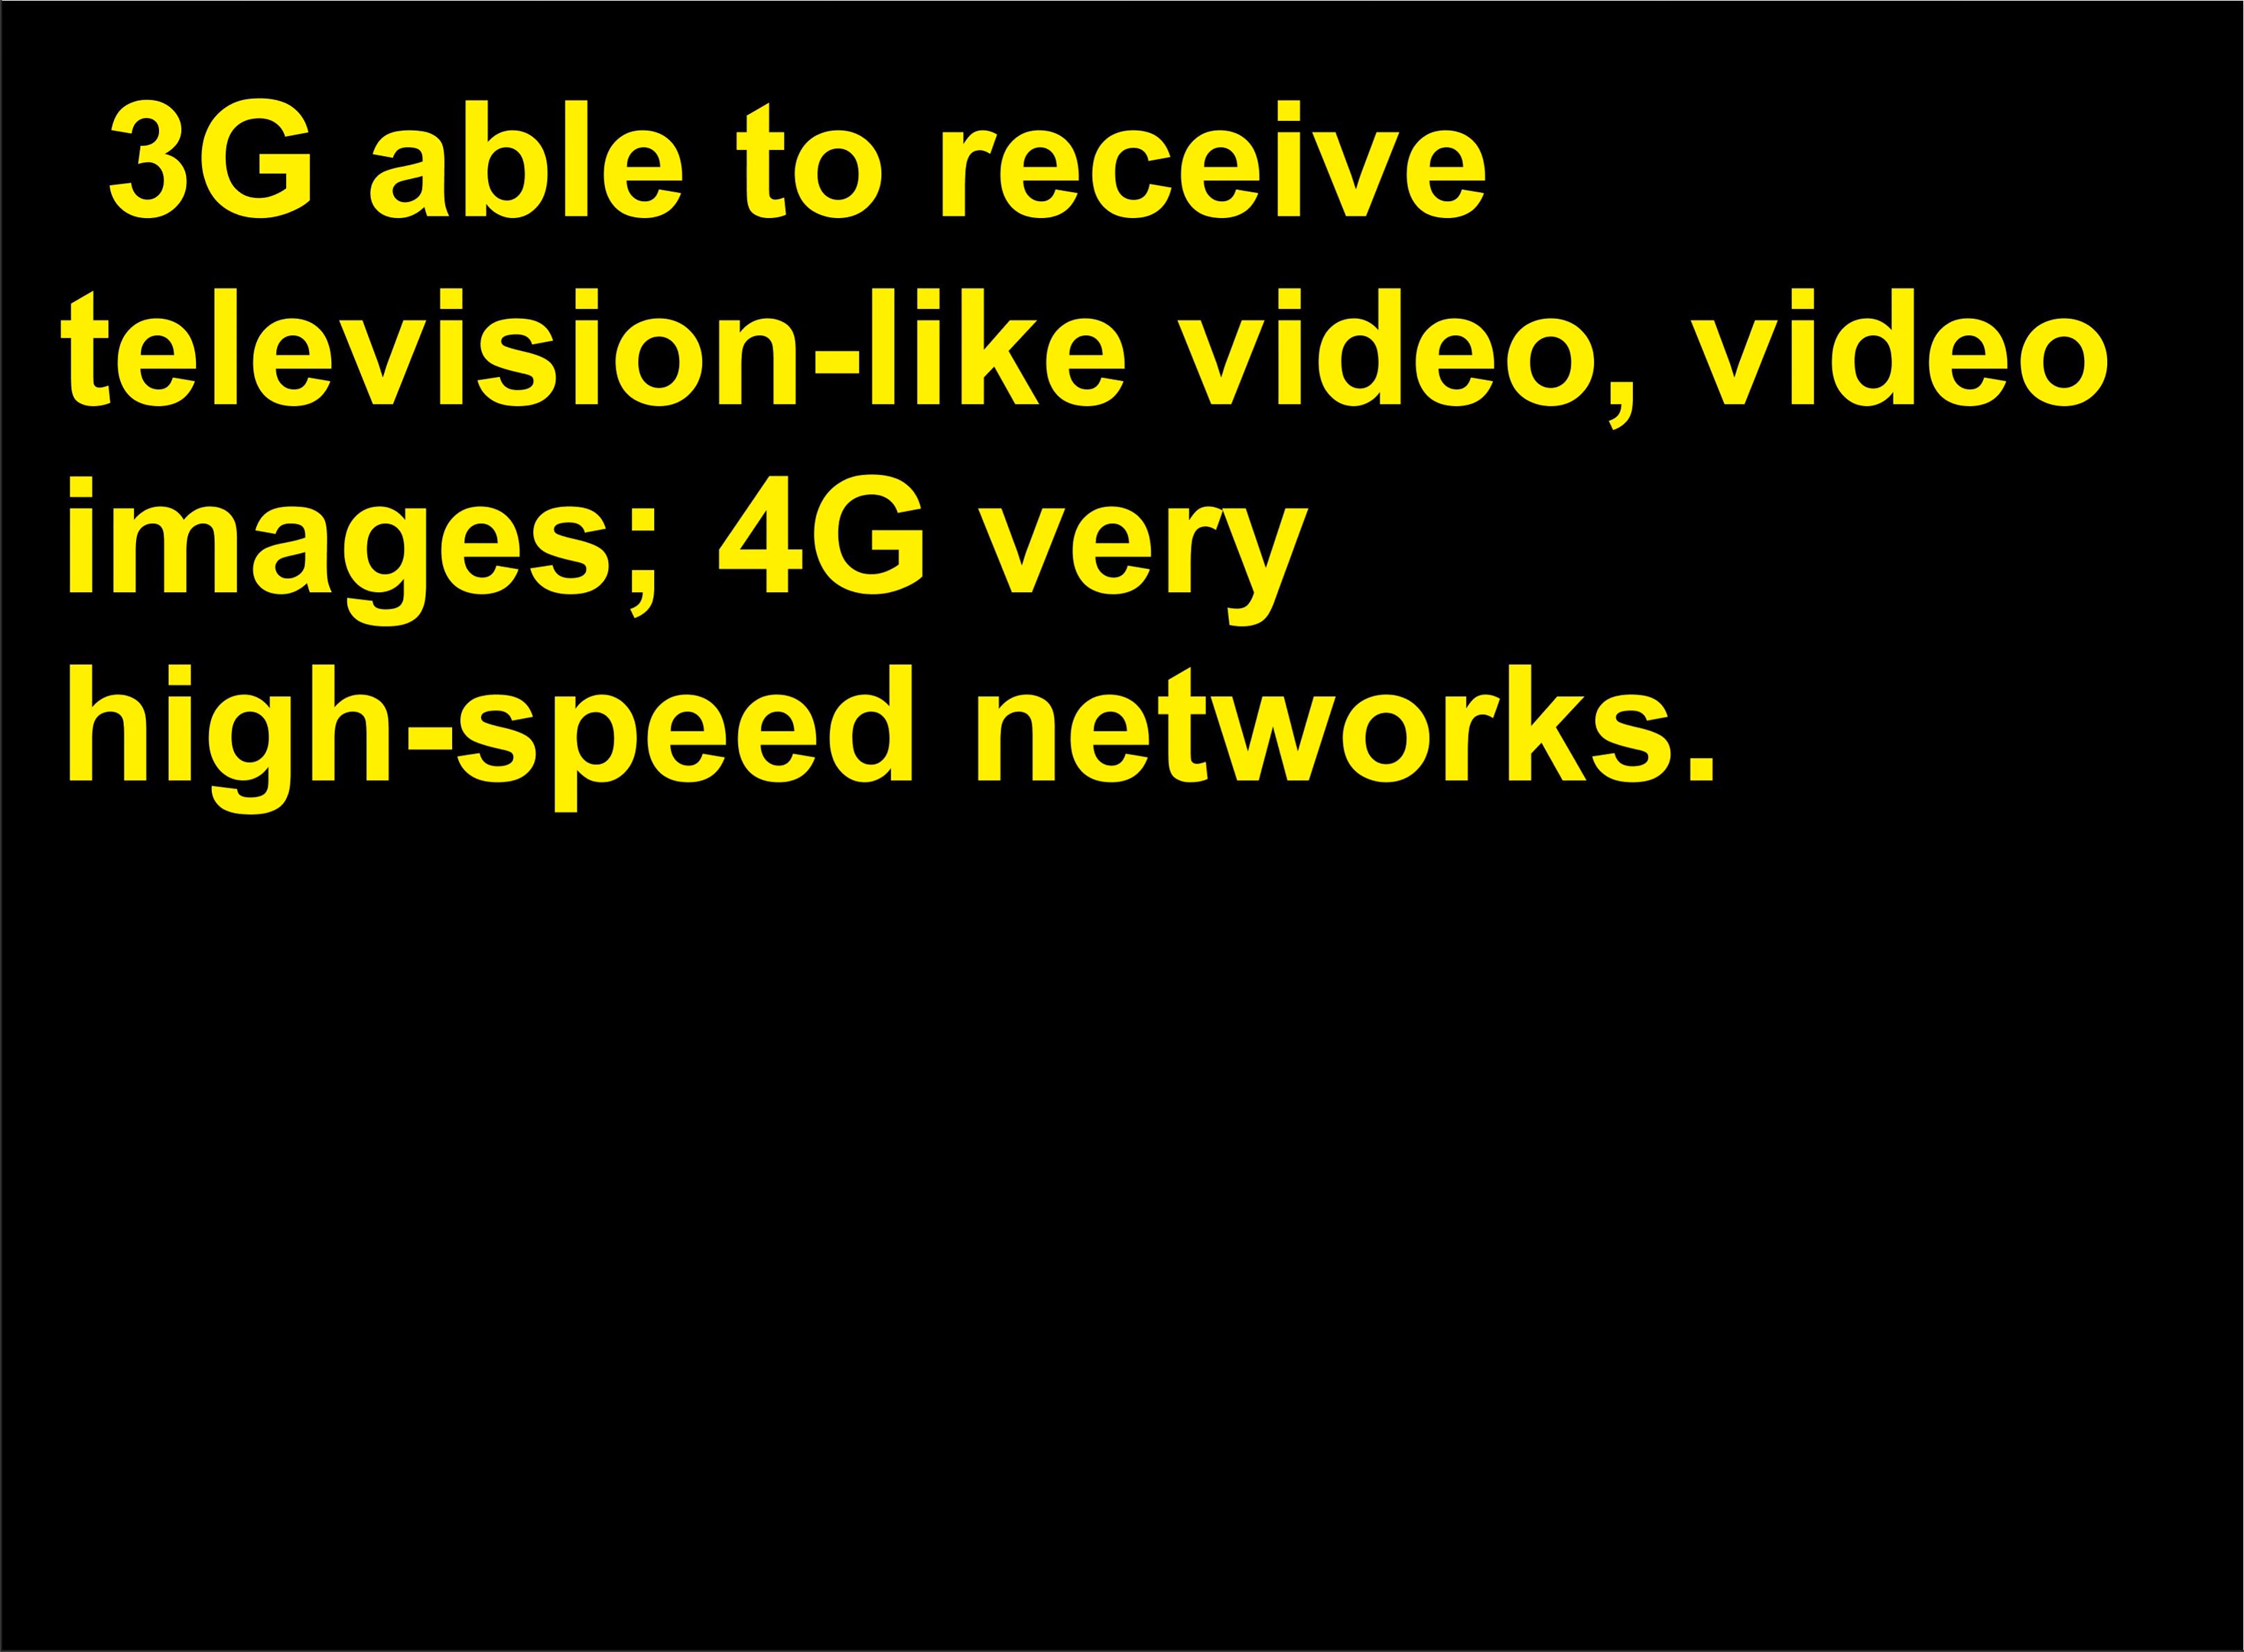 3G able to receive
television-like video, video
images; 4G very
high-speed networks.